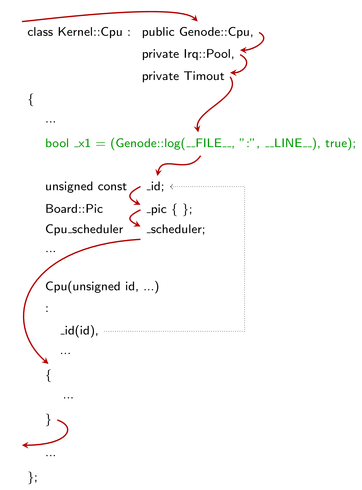 class Kernel::Cpu : public Genode::Cpu,
private Irq::Pool,
private Timeout
{
...
bool _x1 = (Genode::log(__FILE__, ":", __LINE__), true);
unsigned const _id;
Board::Pic _pic { };
Cpu_scheduler _scheduler;
...
Cpu(unsigned id, ...)
:
_id(id),
...
{
...
}
...
};